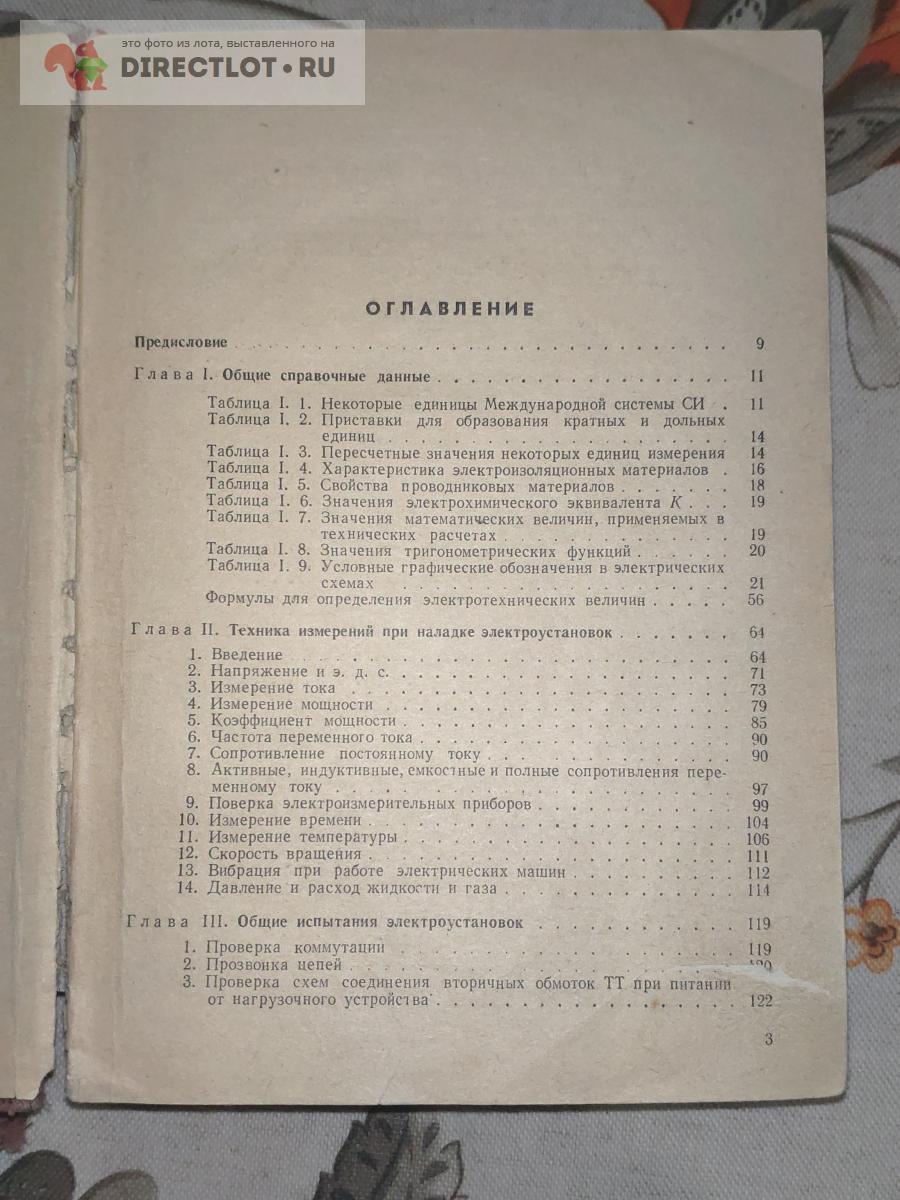 это фото из лота, выставленного на
DIRECTLOT•RU
ОГЛАВЛЕНИЕ
Предисловие 9
Глава I. Общие справочные данные 11
Таблица I. 1. Некоторые единицы Международной системы СИ 11
Таблица I. 2. Приставки для образования кратных и дольных
единиц 14
Таблица I. 3. Пересчетные значения некоторых единиц измерения 14
Таблица I. 4. Характеристика электроизоляционных материалов 16
Таблица I. 5. Свойства проводниковых материалов 18
Таблица I. 6. Значения электрохимического эквивалента К 19
Таблица I. 7. Значения математических величин, применяемых в
технических расчетах 19
Таблица I. 8. Значения тригонометрических функций 20
Таблица I. 9. Условные графические обозначения в электрических
схемах 21
Формулы для определения электротехнических величин 56
Глава II. Техника измерений при наладке электроустановок 64
1. Введение 64
2. Напряжение и э. д. с. 71
3. Измерение тока 73
4. Измерение мощности 79
5. Коэффициент мощности 85
6. Частота переменного тока 90
7. Сопротивление постоянному току 90
8. Активные, индуктивные, емкостные и полные сопротивления пере-
менному току 97
9. Поверка электроизмерительных приборов 99
10. Измерение времени 104
11. Измерение температуры 106
12. Скорость вращения 111
13. Вибрация при работе электрических машин 112
14. Давление и расход жидкости и газа 114
Глава III. Общие испытания электроустановок 119
1. Проверка коммутации 119
2. Прозвонка цепей
3. Проверка схем соединения вторичных обмоток ТТ при питании
от нагрузочного устройства 122
3